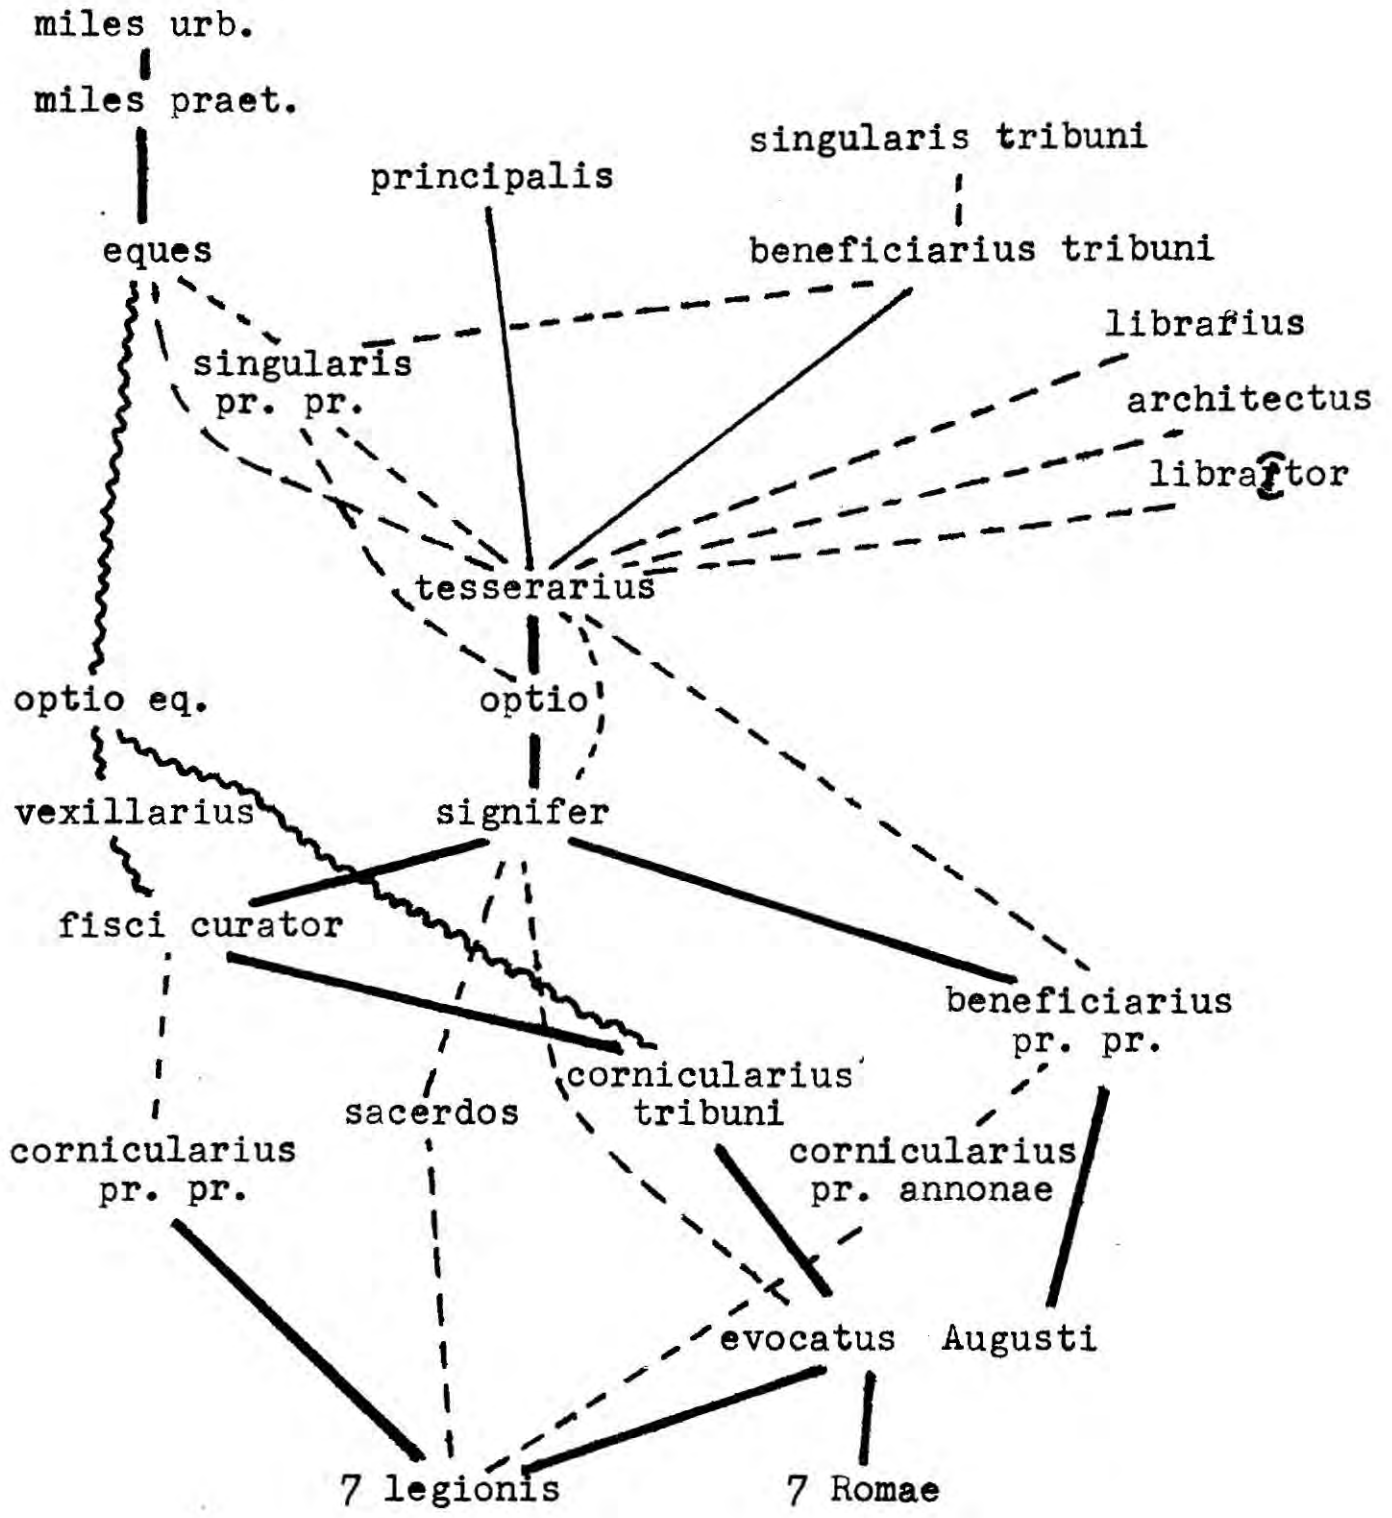 miles urb.
miles praet.
singularis tribuni
principalis
eques
beneficiarius tribuni
librarius
singularis
pr. pr.
architectus
librator
tesserarius
optio eq.
optio
vexillarius
signifer
fisci curator
beneficiarius
pr. pr.
cornicularius
tribuni
sacerdos
cornicularius
pr. pr.
cornicularius
pr. annonae
evocatus Augusti
7 legionis
7 Romae